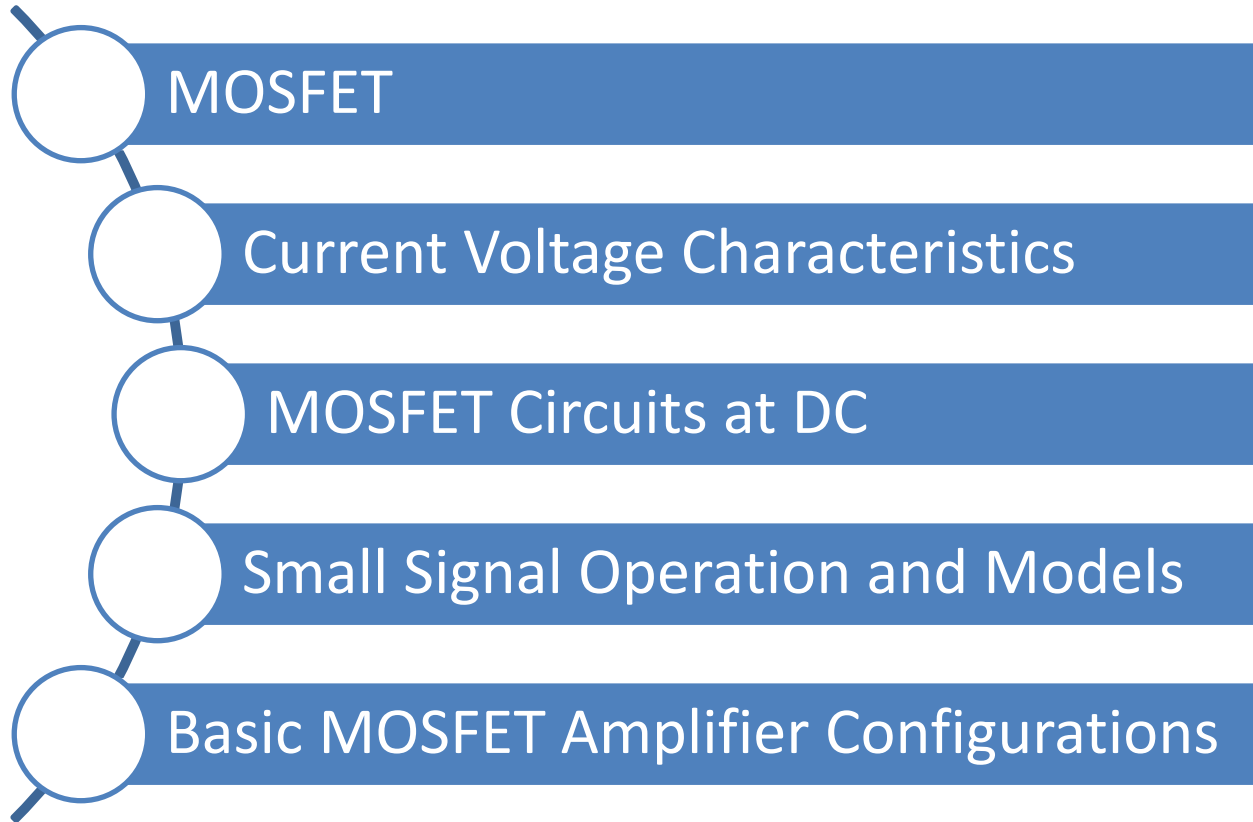 MOSFET
Current Voltage Characteristics
MOSFET Circuits at DC
Small Signal Operation and Models
Basic MOSFET Amplifier Configurations